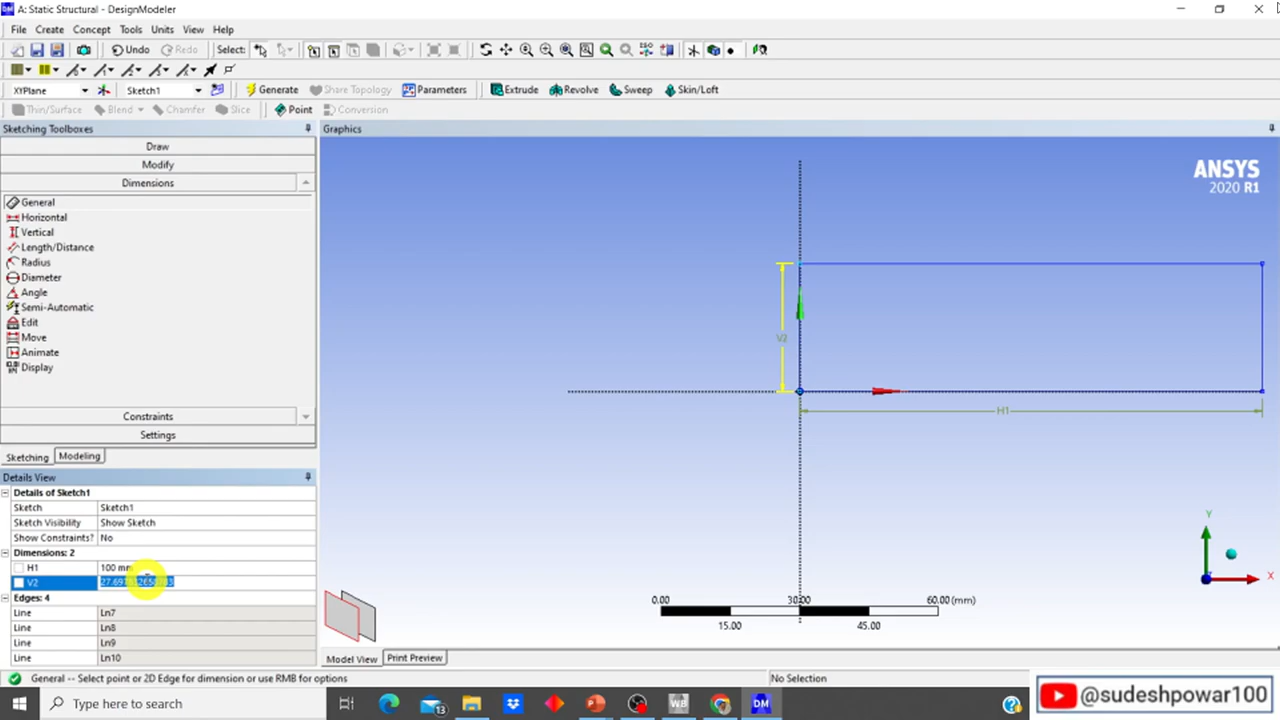 A: Static Structural - DesignModeler
File Create Concept Tools Units View Help
Undo Redo Select:
XYPlane Sketch1 Generate Share Topology Parameters Extrude Revolve Sweep Skin/Loft
Thin/Surface Blend Chamfer Slice Point Conversion
Sketching Toolboxes
Graphics
Draw
Modify
Dimensions
General
Horizontal
Vertical
Length/Distance
Radius
Diameter
Angle
Semi-Automatic
Edit
Move
Animate
Display
Constraints
Settings
Sketching Modeling
Details View
Details of Sketch1
Sketch Sketch1
Sketch Visibility Show Sketch
Show Constraints? No
Dimensions: 2
H1 100 mm
V2
Edges: 4
Line Ln7
Line Ln8
Line Ln9
Line Ln10
ANSYS
2020 R1
V2
H1
Y
X
0.00 30.00 60.00 (mm)
15.00 45.00
Model View Print Preview
General -- Select point or 2D Edge for dimension or use RMB for options
No Selection
Type here to search
13
WB
DM
@sudeshpowar100